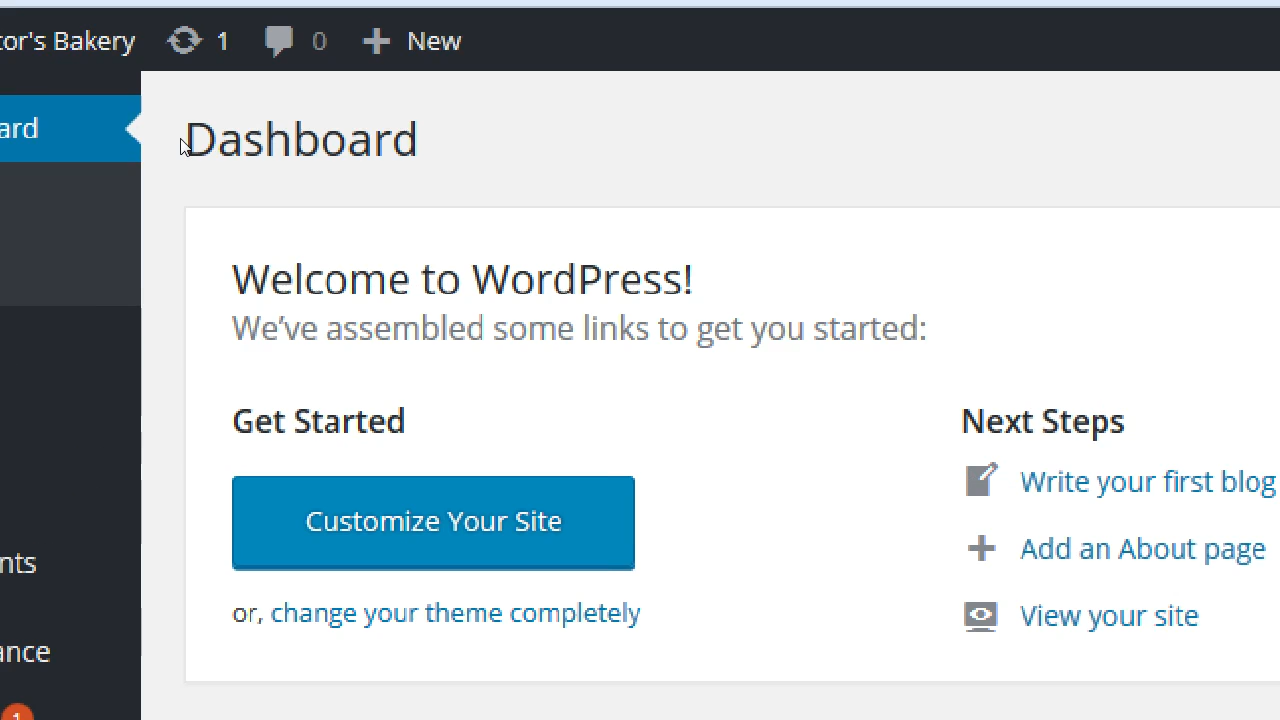 tor's Bakery 1 0 New
ard
Dashboard
Welcome to WordPress!
We've assembled some links to get you started:
Get Started
Next Steps
Customize Your Site
Write your first blog
Add an About page
or, change your theme completely
View your site
nts
ance
1